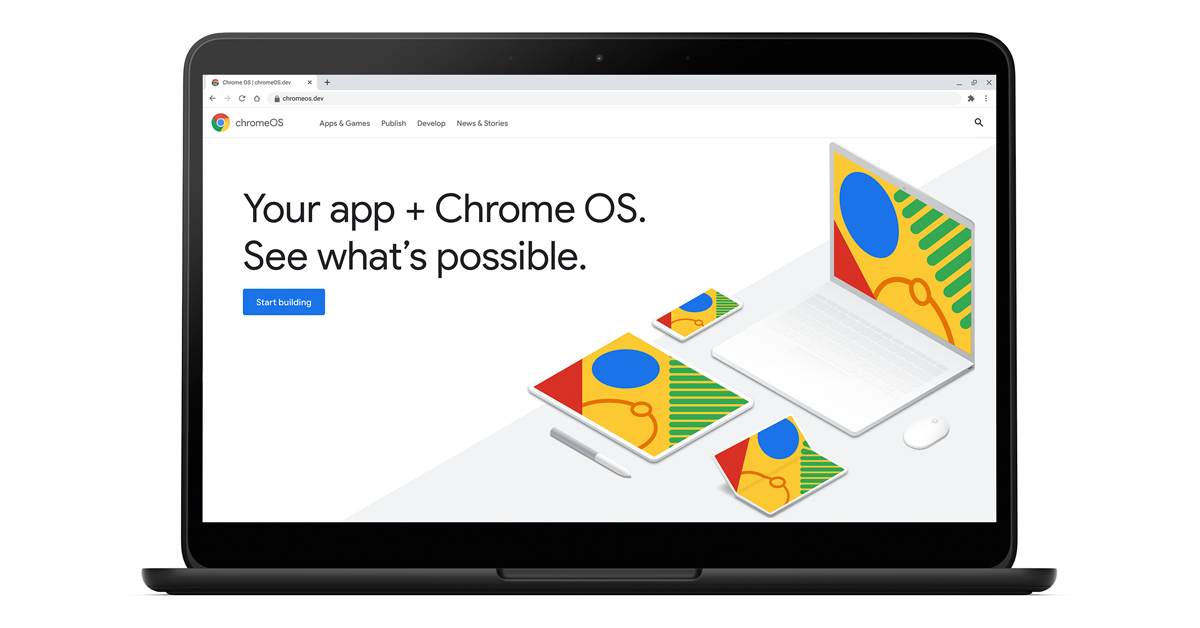 Chrome OS | chromeOS.dev
chromeos.dev
chromeOS
Apps & Games
Publish
Develop
News & Stories
Your app + Chrome OS.
See what's possible.
Start building